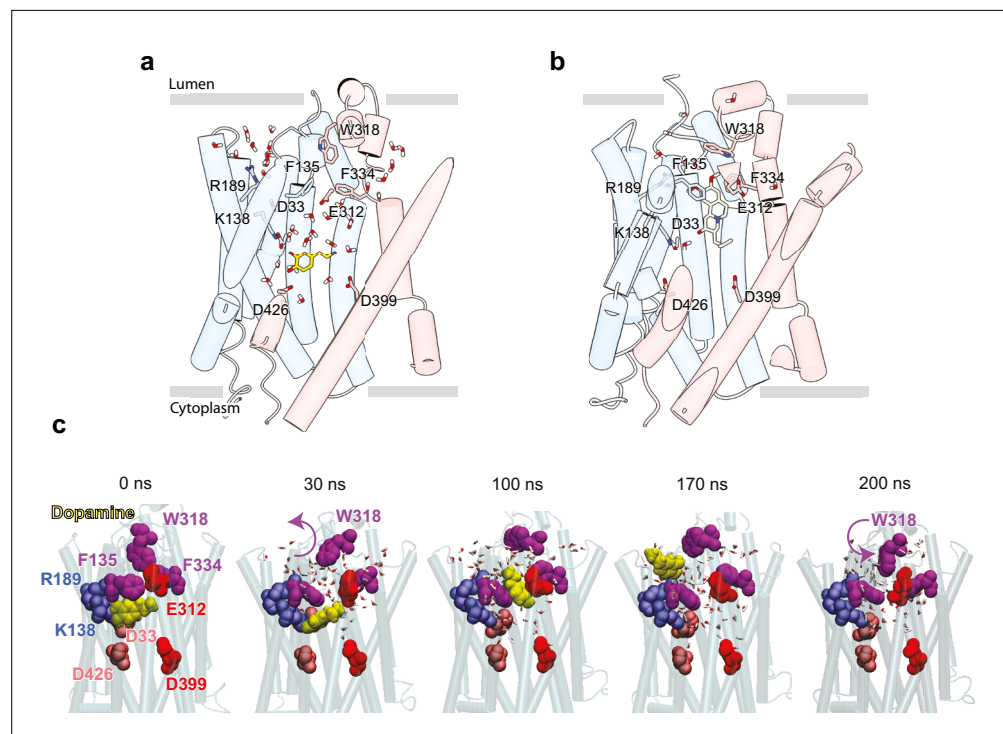 a
b
Lumen
W318
F135
F334
R189
D33
E312
K138
D426
D399
Cytoplasm
W318
F135
F334
R189
E312
D33
K138
D426
D399
c
0 ns
30 ns
100 ns
170 ns
200 ns
Dopamine
W318
F135
F334
R189
E312
K138
D33
D426
D399
W318
W318